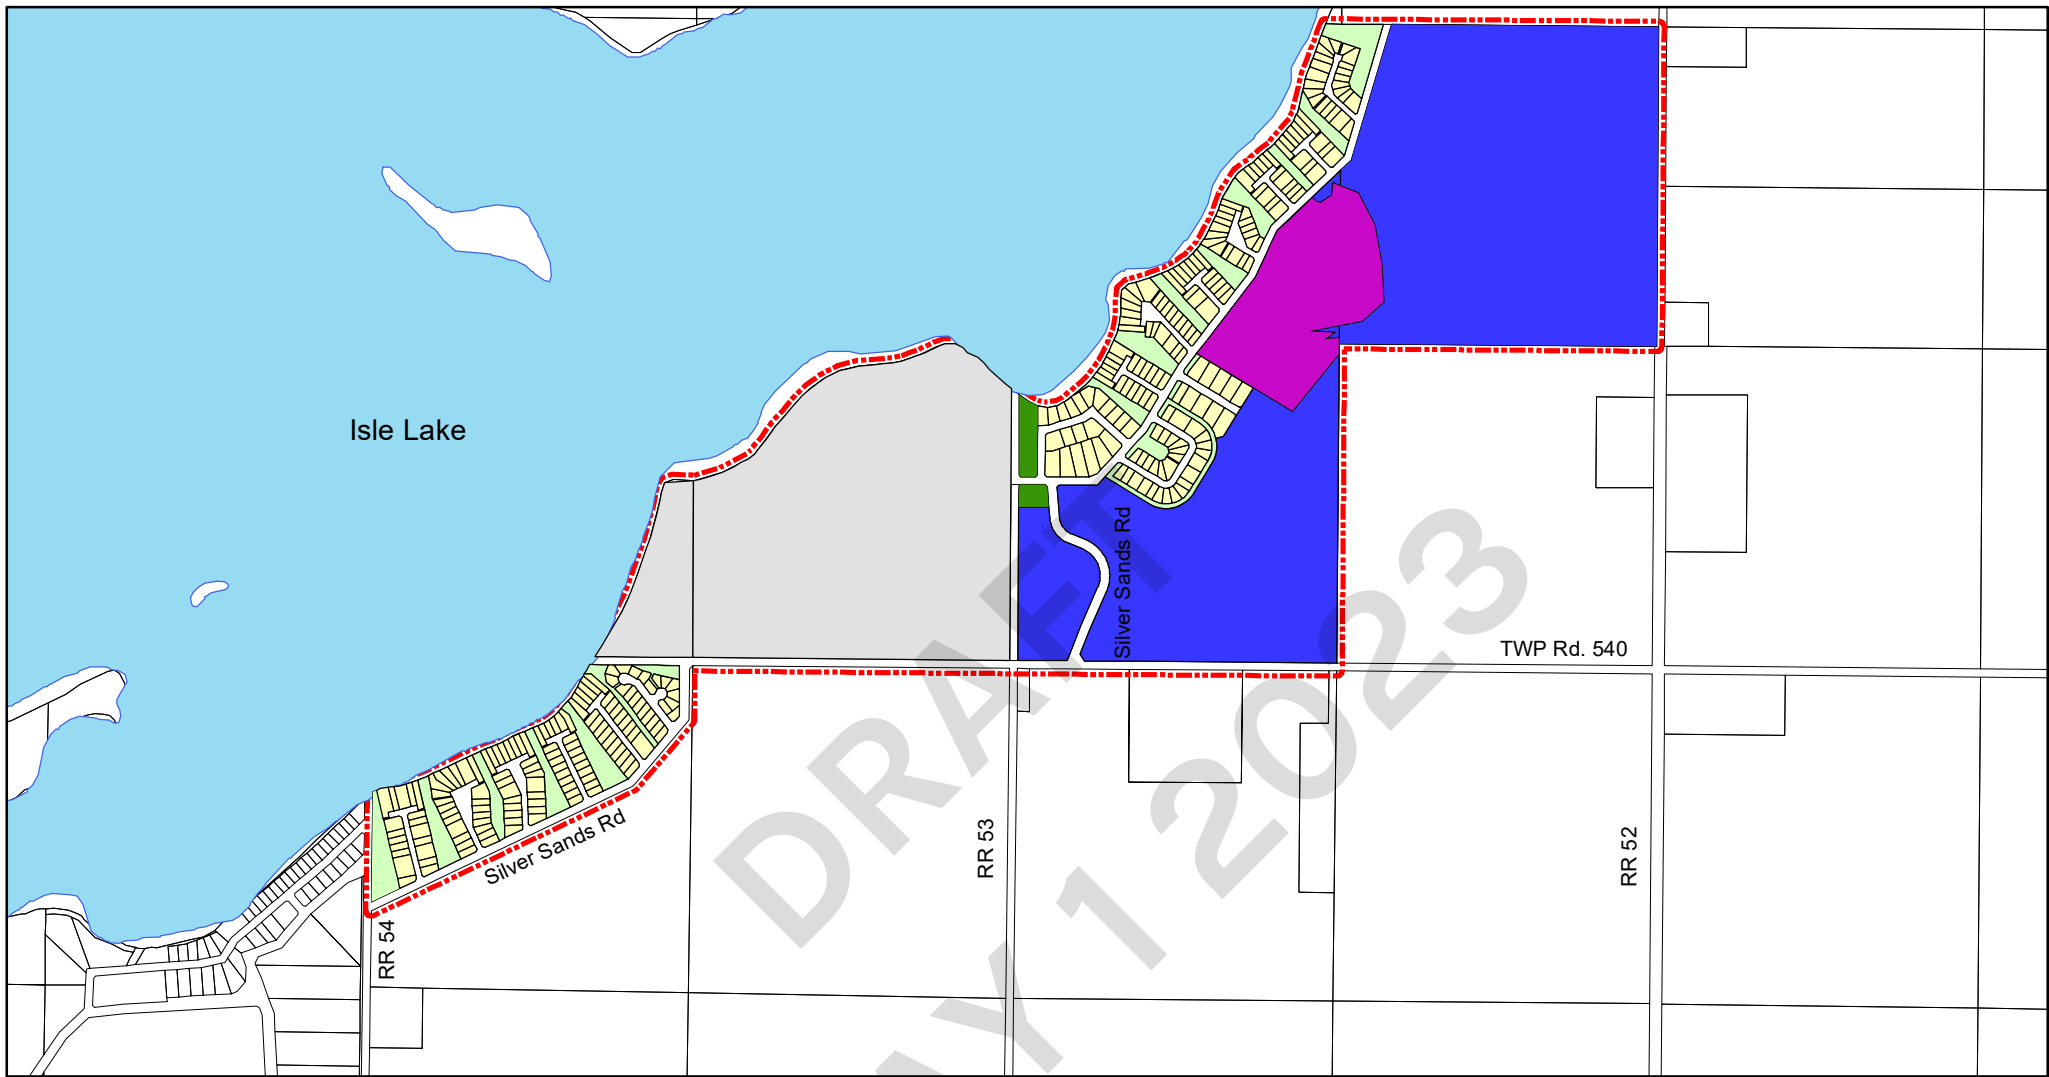 Isle Lake
Silver Sands Rd
TWP Rd. 540
Silver Sands Rd
RR 53
RR 52
RR 54
DRAFT
AY 1 2023